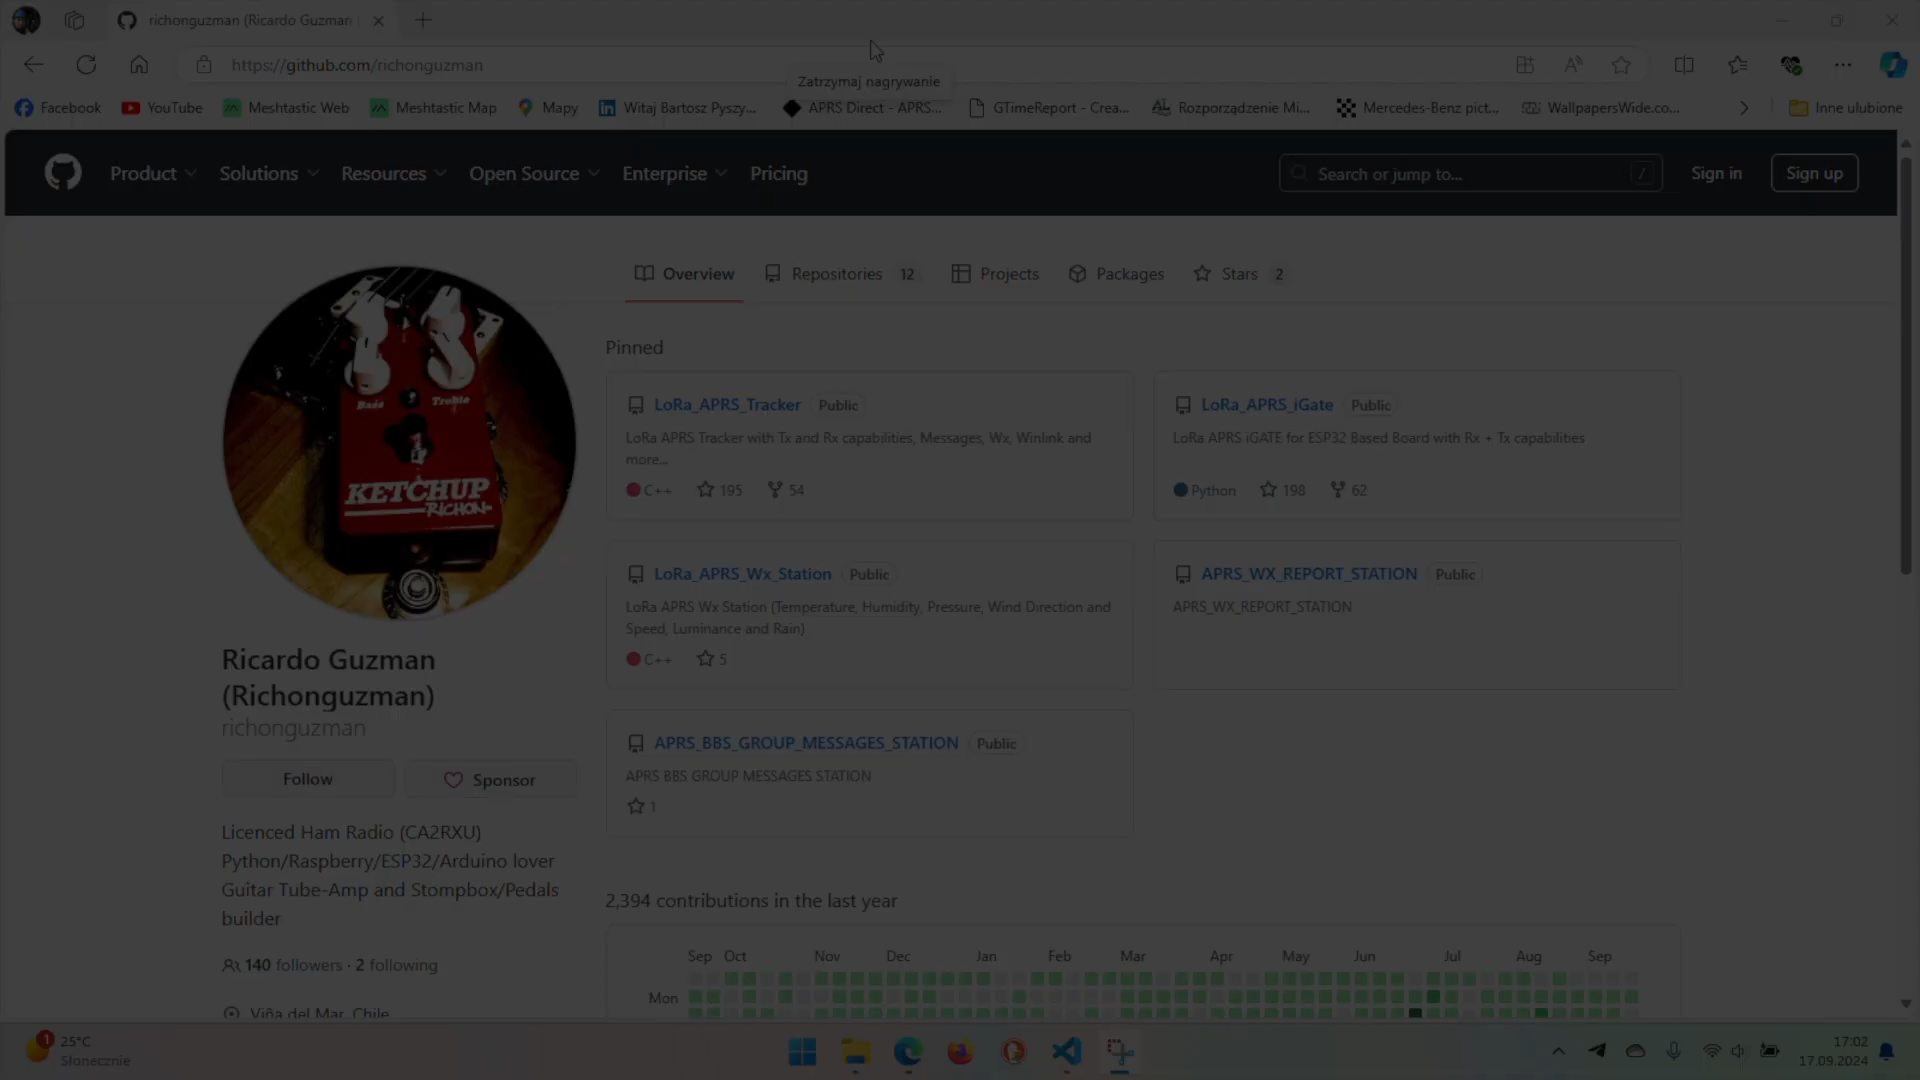 richonguzman (Ricardo Guzman
https://github.com/richonguzman
Zatrzymaj nagrywanie
Facebook
YouTube
Meshtastic Web
Meshtastic Map
Mapy
Witaj Bartosz Pyszy...
APRS Direct - APRS...
GTimeReport - Crea...
Rozporządzenie Mi...
Mercedes-Benz pict...
WallpapersWide.co...
Inne ulubione
Product
Solutions
Resources
Open Source
Enterprise
Pricing
Search or jump to...
/
Sign in
Sign up
Overview
Repositories 12
Projects
Packages
Stars 2
Bass Treble
KETCHUP
RICHON
Ricardo Guzman
(Richonguzman)
richonguzman
Follow
Sponsor
Licenced Ham Radio (CA2RXU)
Python/Raspberry/ESP32/Arduino lover
Guitar Tube-Amp and Stompbox/Pedals
builder
140 followers · 2 following
Viña del Mar, Chile
Pinned
LoRa_APRS_Tracker Public
LoRa APRS Tracker with Tx and Rx capabilities, Messages, Wx, Winlink and
more...
C++ 195 54
LoRa_APRS_iGate Public
LoRa APRS iGATE for ESP32 Based Board with Rx + Tx capabilities
Python 198 62
LoRa_APRS_Wx_Station Public
LoRa APRS Wx Station (Temperature, Humidity, Pressure, Wind Direction and
Speed, Luminance and Rain)
C++ 5
APRS_WX_REPORT_STATION Public
APRS_WX_REPORT_STATION
APRS_BBS_GROUP_MESSAGES_STATION Public
APRS BBS GROUP MESSAGES STATION
1
2,394 contributions in the last year
Sep Oct Nov Dec Jan Feb Mar Apr May Jun Jul Aug Sep
Mon
1
25°C
Słonecznie
17:02
17.09.2024